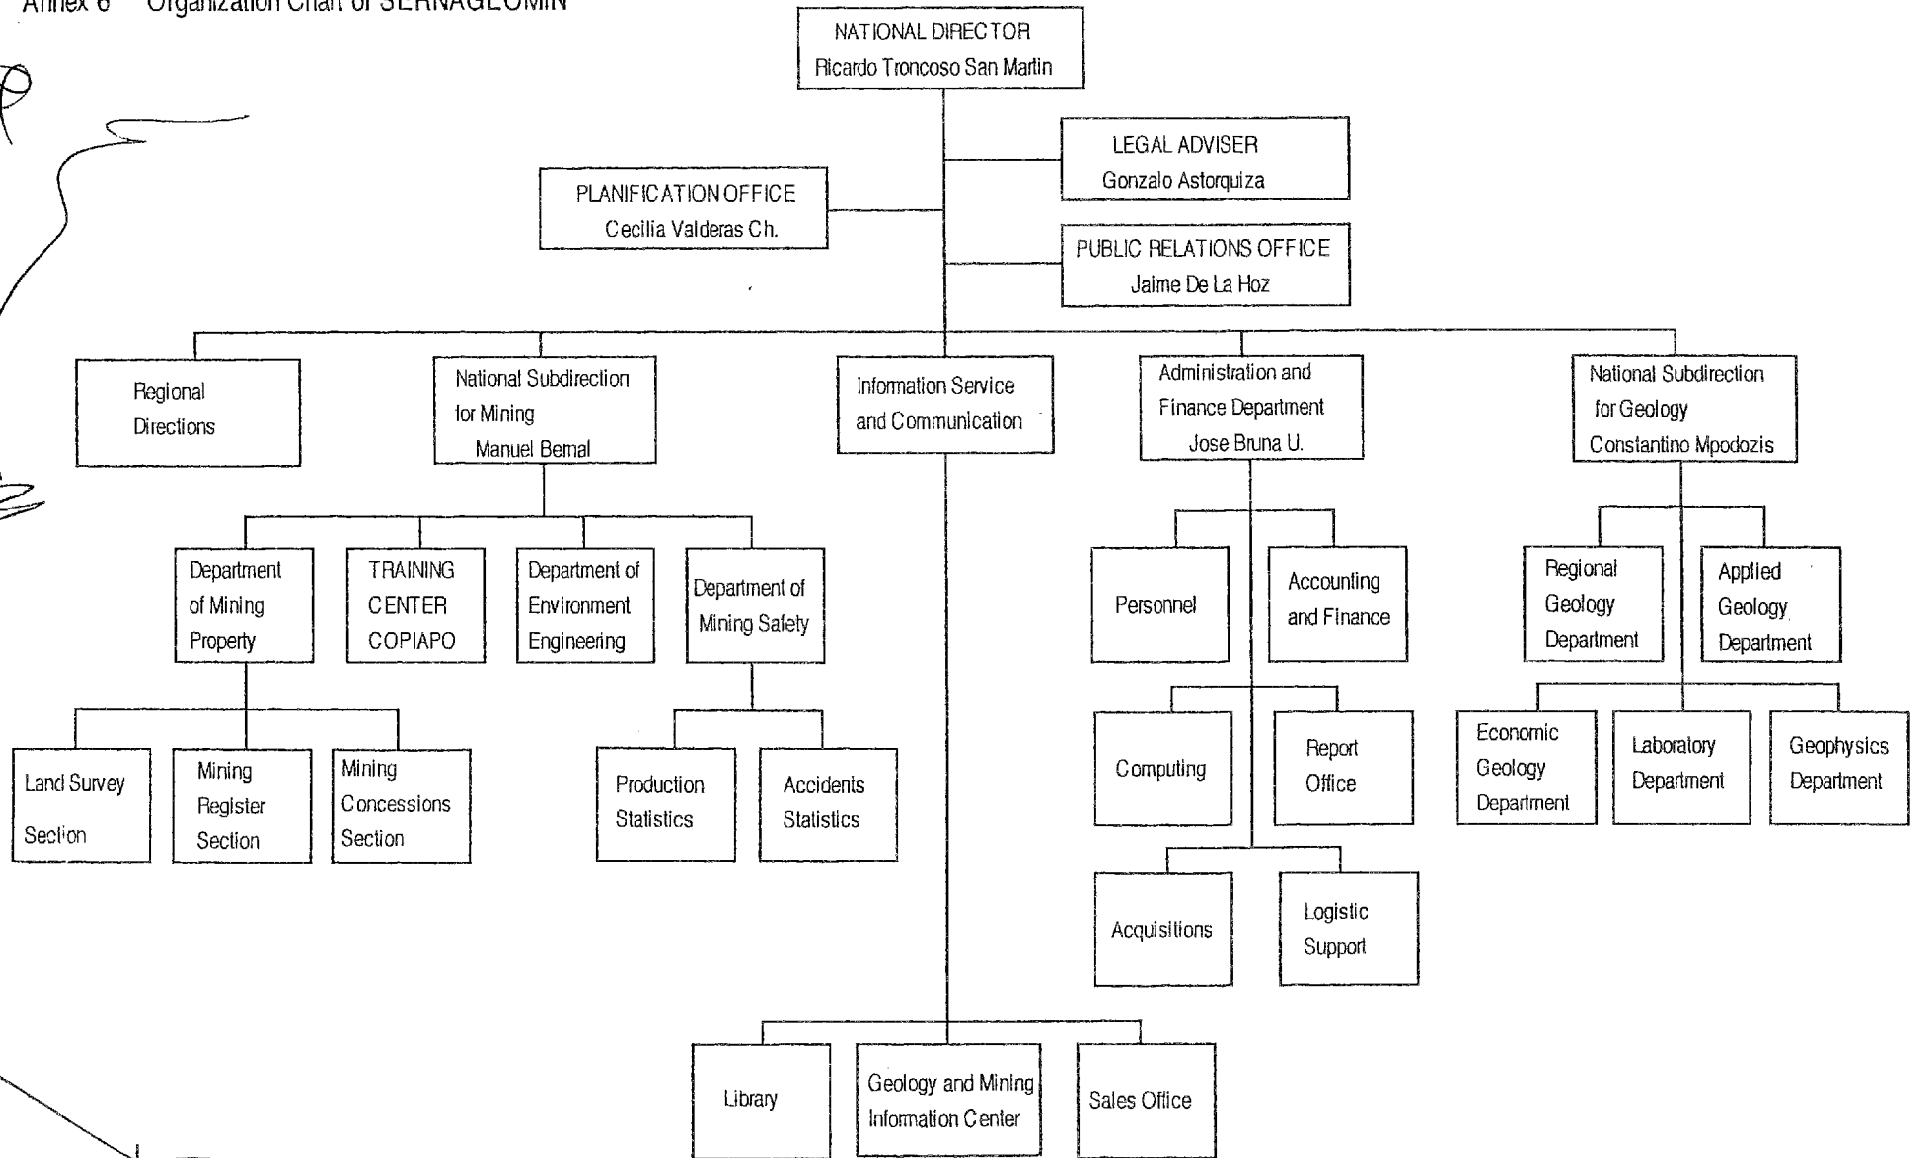 Annex 6 Organization Chart of SERNAGEOMIN
NATIONAL DIRECTOR
Ricardo Troncoso San Martin
LEGAL ADVISER
Gonzalo Astorquiza
PLANIFICATION OFFICE
Cecilia Valderas Ch.
PUBLIC RELATIONS OFFICE
Jaime De La Hoz
Regional
Directions
National Subdirection
for Mining
Manuel Bernal
Information Service
and Communication
Administration and
Finance Department
Jose Bruna U.
National Subdirection
for Geology
Constantino Mpodozis
Department
of Mining
Property
TRAINING
CENTER
COPIAPO
Department of
Environment
Engineering
Department of
Mining Safety
Personnel
Accounting
and Finance
Regional
Geology
Department
Applied
Geology
Department
Land Survey
Section
Mining
Register
Section
Mining
Concessions
Section
Production
Statistics
Accidents
Statistics
Computing
Report
Office
Economic
Geology
Department
Laboratory
Department
Geophysics
Department
Acquisitions
Logistic
Support
Library
Geology and Mining
Information Center
Sales Office